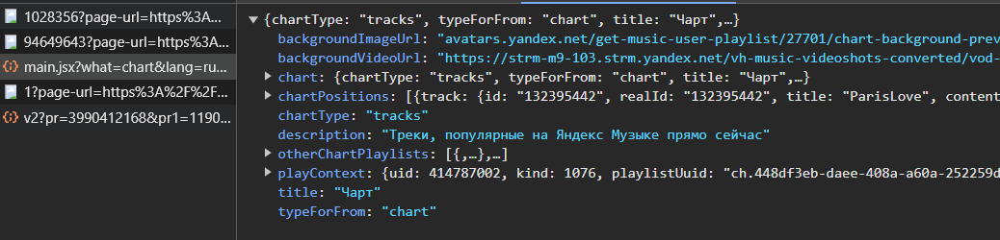 1028356?page-url=https%3A...
94649643?page-url=https%3A...
main.jsx?what=chart&lang=ru...
1?page-url=https%3A%2F%2F...
v2?pr=3990412168&pr1=1190...
{chartType: "tracks", typeForFrom: "chart", title: "Чарт",…}
backgroundImageUrl: "avatars.yandex.net/get-music-user-playlist/27701/chart-background-prev
backgroundVideoUrl: "https://strm-m9-103.strm.yandex.net/vh-music-videoshots-converted/vod-
chart: {chartType: "tracks", typeForFrom: "chart", title: "Чарт",…}
chartPositions: [{track: {id: "132395442", realId: "132395442", title: "ParisLove", content
chartType: "tracks"
description: "Треки, популярные на Яндекс Музыке прямо сейчас"
otherChartPlaylists: [{,…},…]
playContext: {uid: 414787002, kind: 1076, playlistUuid: "ch.448df3eb-daee-408a-a60a-252259d
title: "Чарт"
typeForFrom: "chart"